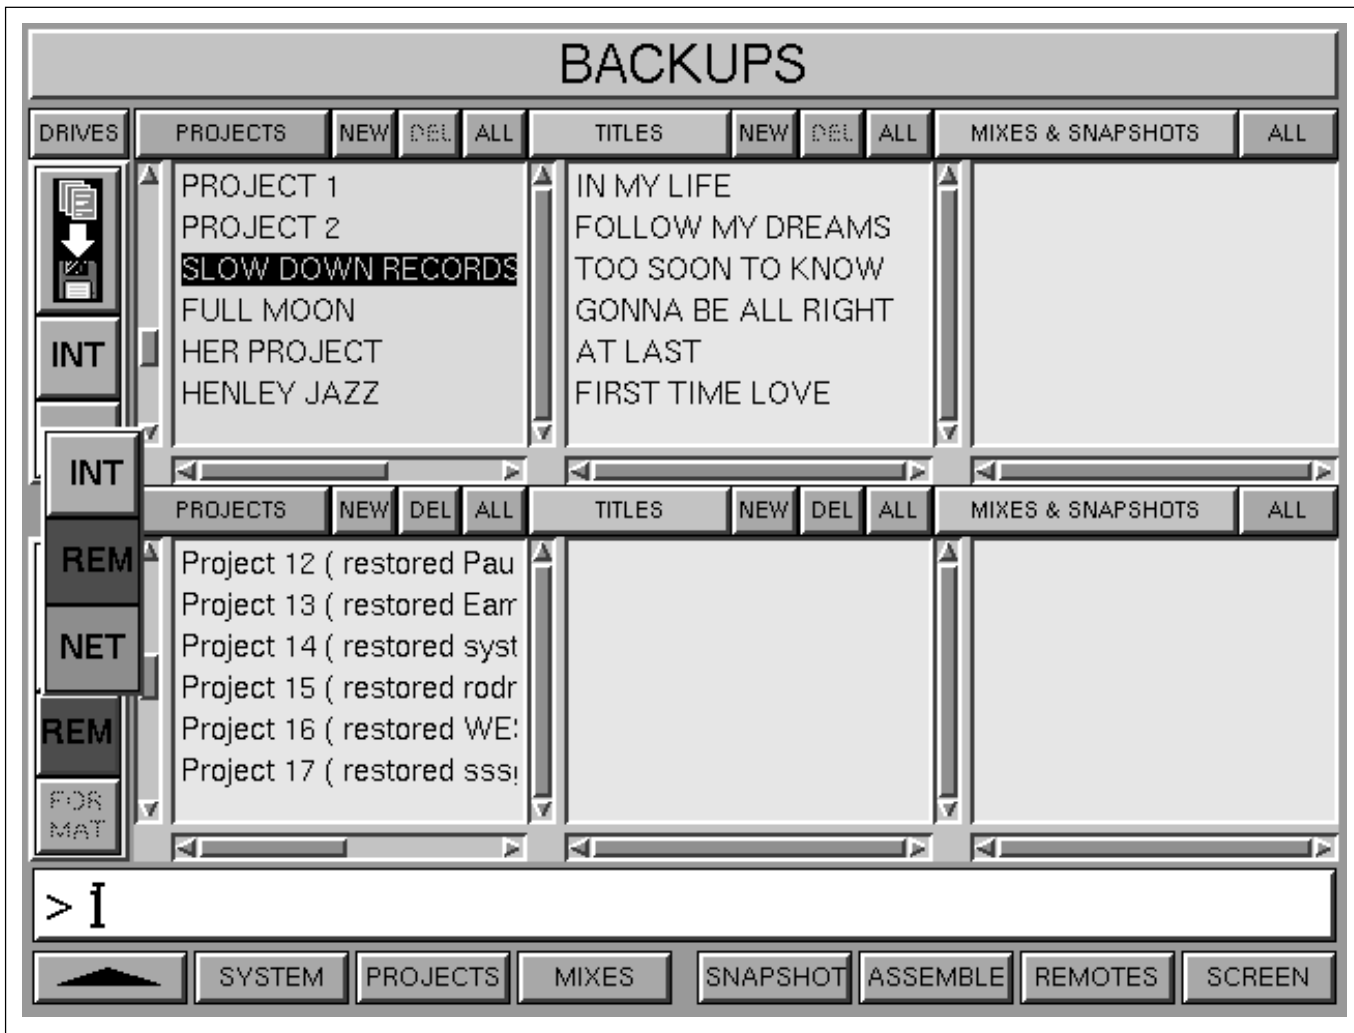 BACKUPS
DRIVES PROJECTS NEW DEL ALL TITLES NEW DEL ALL MIXES & SNAPSHOTS ALL
PROJECT 1
PROJECT 2
SLOW DOWN RECORDS
FULL MOON
HER PROJECT
HENLEY JAZZ
IN MY LIFE
FOLLOW MY DREAMS
TOO SOON TO KNOW
GONNA BE ALL RIGHT
AT LAST
FIRST TIME LOVE
INT
INT
REM
NET
REM
FOR
MAT
PROJECTS NEW DEL ALL TITLES NEW DEL ALL MIXES & SNAPSHOTS ALL
Project 12 ( restored Pau
Project 13 ( restored
Project 14 ( restored syst
Project 15 ( restored rodr
Project 16 ( restored
Project 17 ( restored
>
SYSTEM PROJECTS MIXES SNAPSHOT ASSEMBLE REMOTES SCREEN